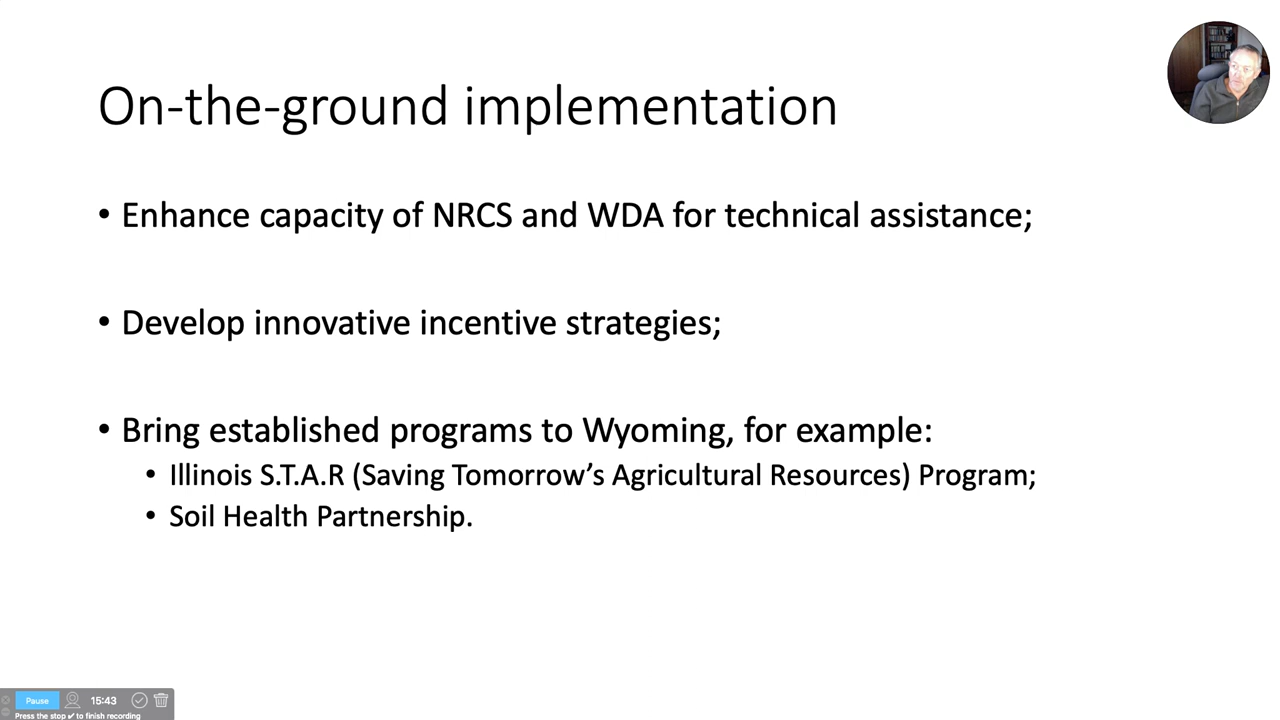 On-the-ground implementation
• Enhance capacity of NRCS and WDA for technical assistance;
• Develop innovative incentive strategies;
• Bring established programs to Wyoming, for example:
• Illinois S.T.A.R (Saving Tomorrow’s Agricultural Resources) Program;
• Soil Health Partnership.
Pause 15:43
Press the stop ✔ to finish recording